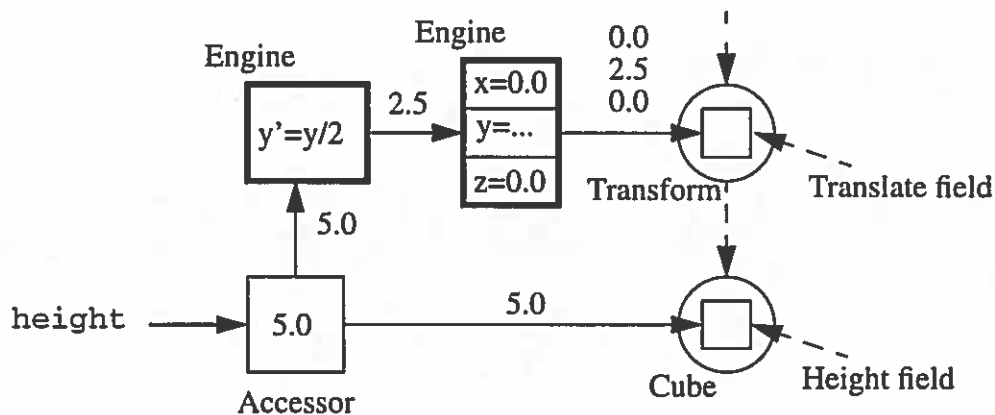 Engine
y'=y/2
2.5
Engine
x=0.0
y=...
z=0.0
0.0
2.5
0.0
Transform
Translate field
5.0
height
5.0
Accessor
5.0
Cube
Height field